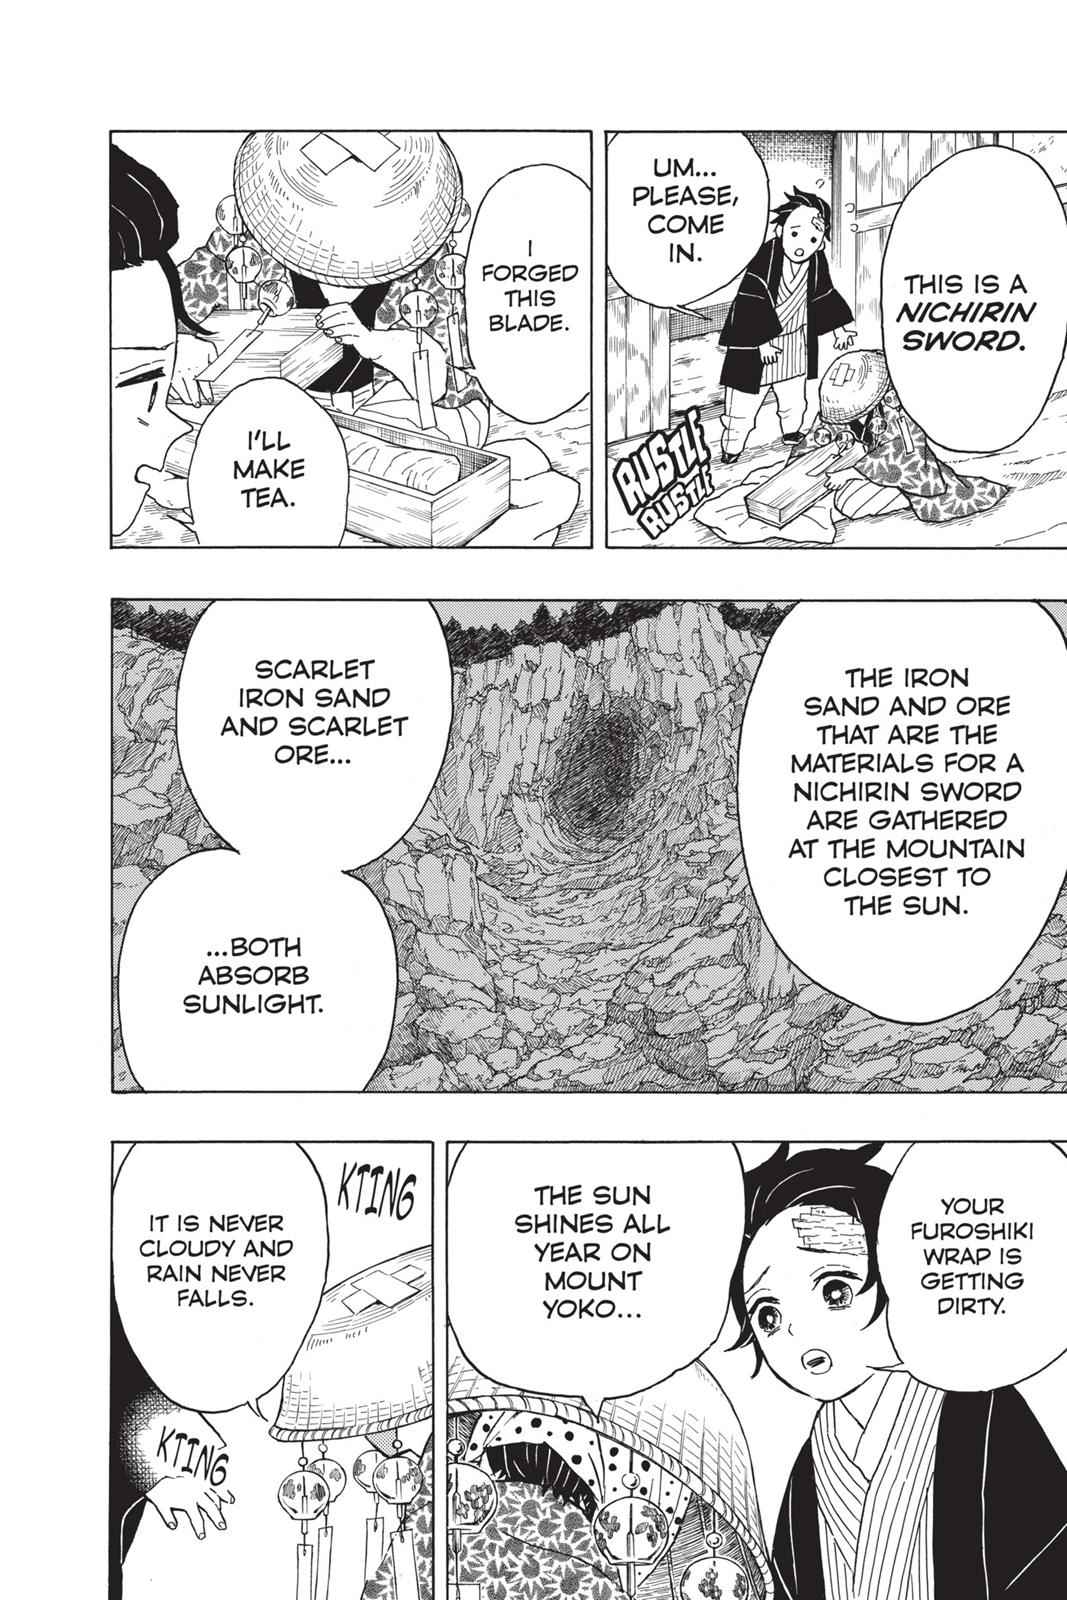 UM...
PLEASE,
COME
IN.
THIS IS A
NICHIRIN
SWORD.
RUSTLE
RUSTLE
I
FORGED
THIS
BLADE.
I'LL
MAKE
TEA.
THE IRON
SAND AND ORE
THAT ARE THE
MATERIALS FOR A
NICHIRIN SWORD
ARE GATHERED
AT THE MOUNTAIN
CLOSEST TO
THE SUN.
SCARLET
IRON SAND
AND SCARLET
ORE...
...BOTH
ABSORB
SUNLIGHT.
YOUR
FUROSHIKI
WRAP IS
GETTING
DIRTY.
THE SUN
SHINES ALL
YEAR ON
MOUNT
YOKO...
KTING
IT IS NEVER
CLOUDY AND
RAIN NEVER
FALLS.
KTING